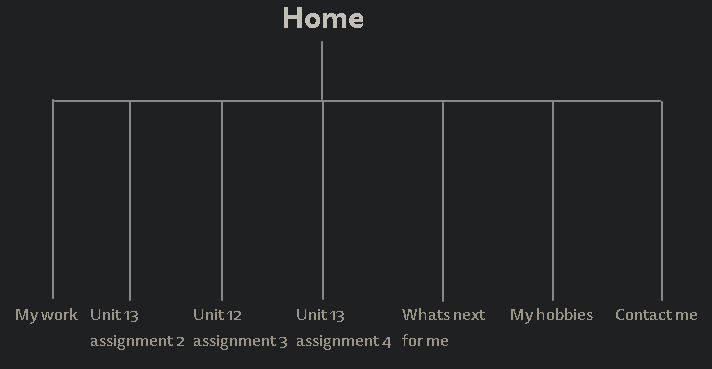 Home
My work
Unit 13
assignment 2
Unit 12
assignment 3
Unit 13
assignment 4
Whats next
for me
My hobbies
Contact me